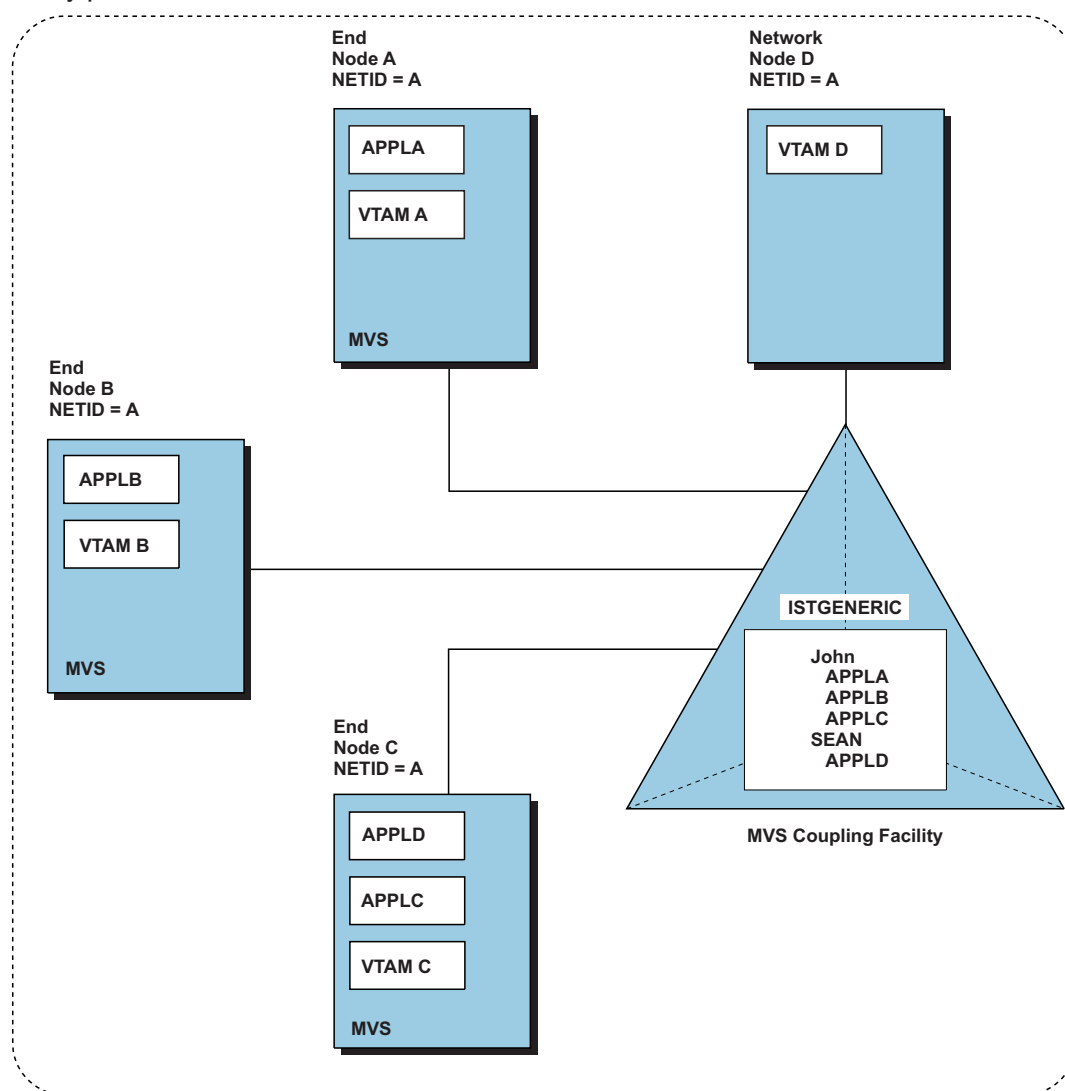 End
Node A
NETID = A
APPLA
VTAM A
MVS
Network
Node D
NETID = A
VTAM D
End
Node B
NETID = A
APPLB
VTAM B
MVS
ISTGENERIC
John
APPLA
APPLB
APPLC
SEAN
APPLD
MVS Coupling Facility
End
Node C
NETID = A
APPLD
APPLC
VTAM C
MVS